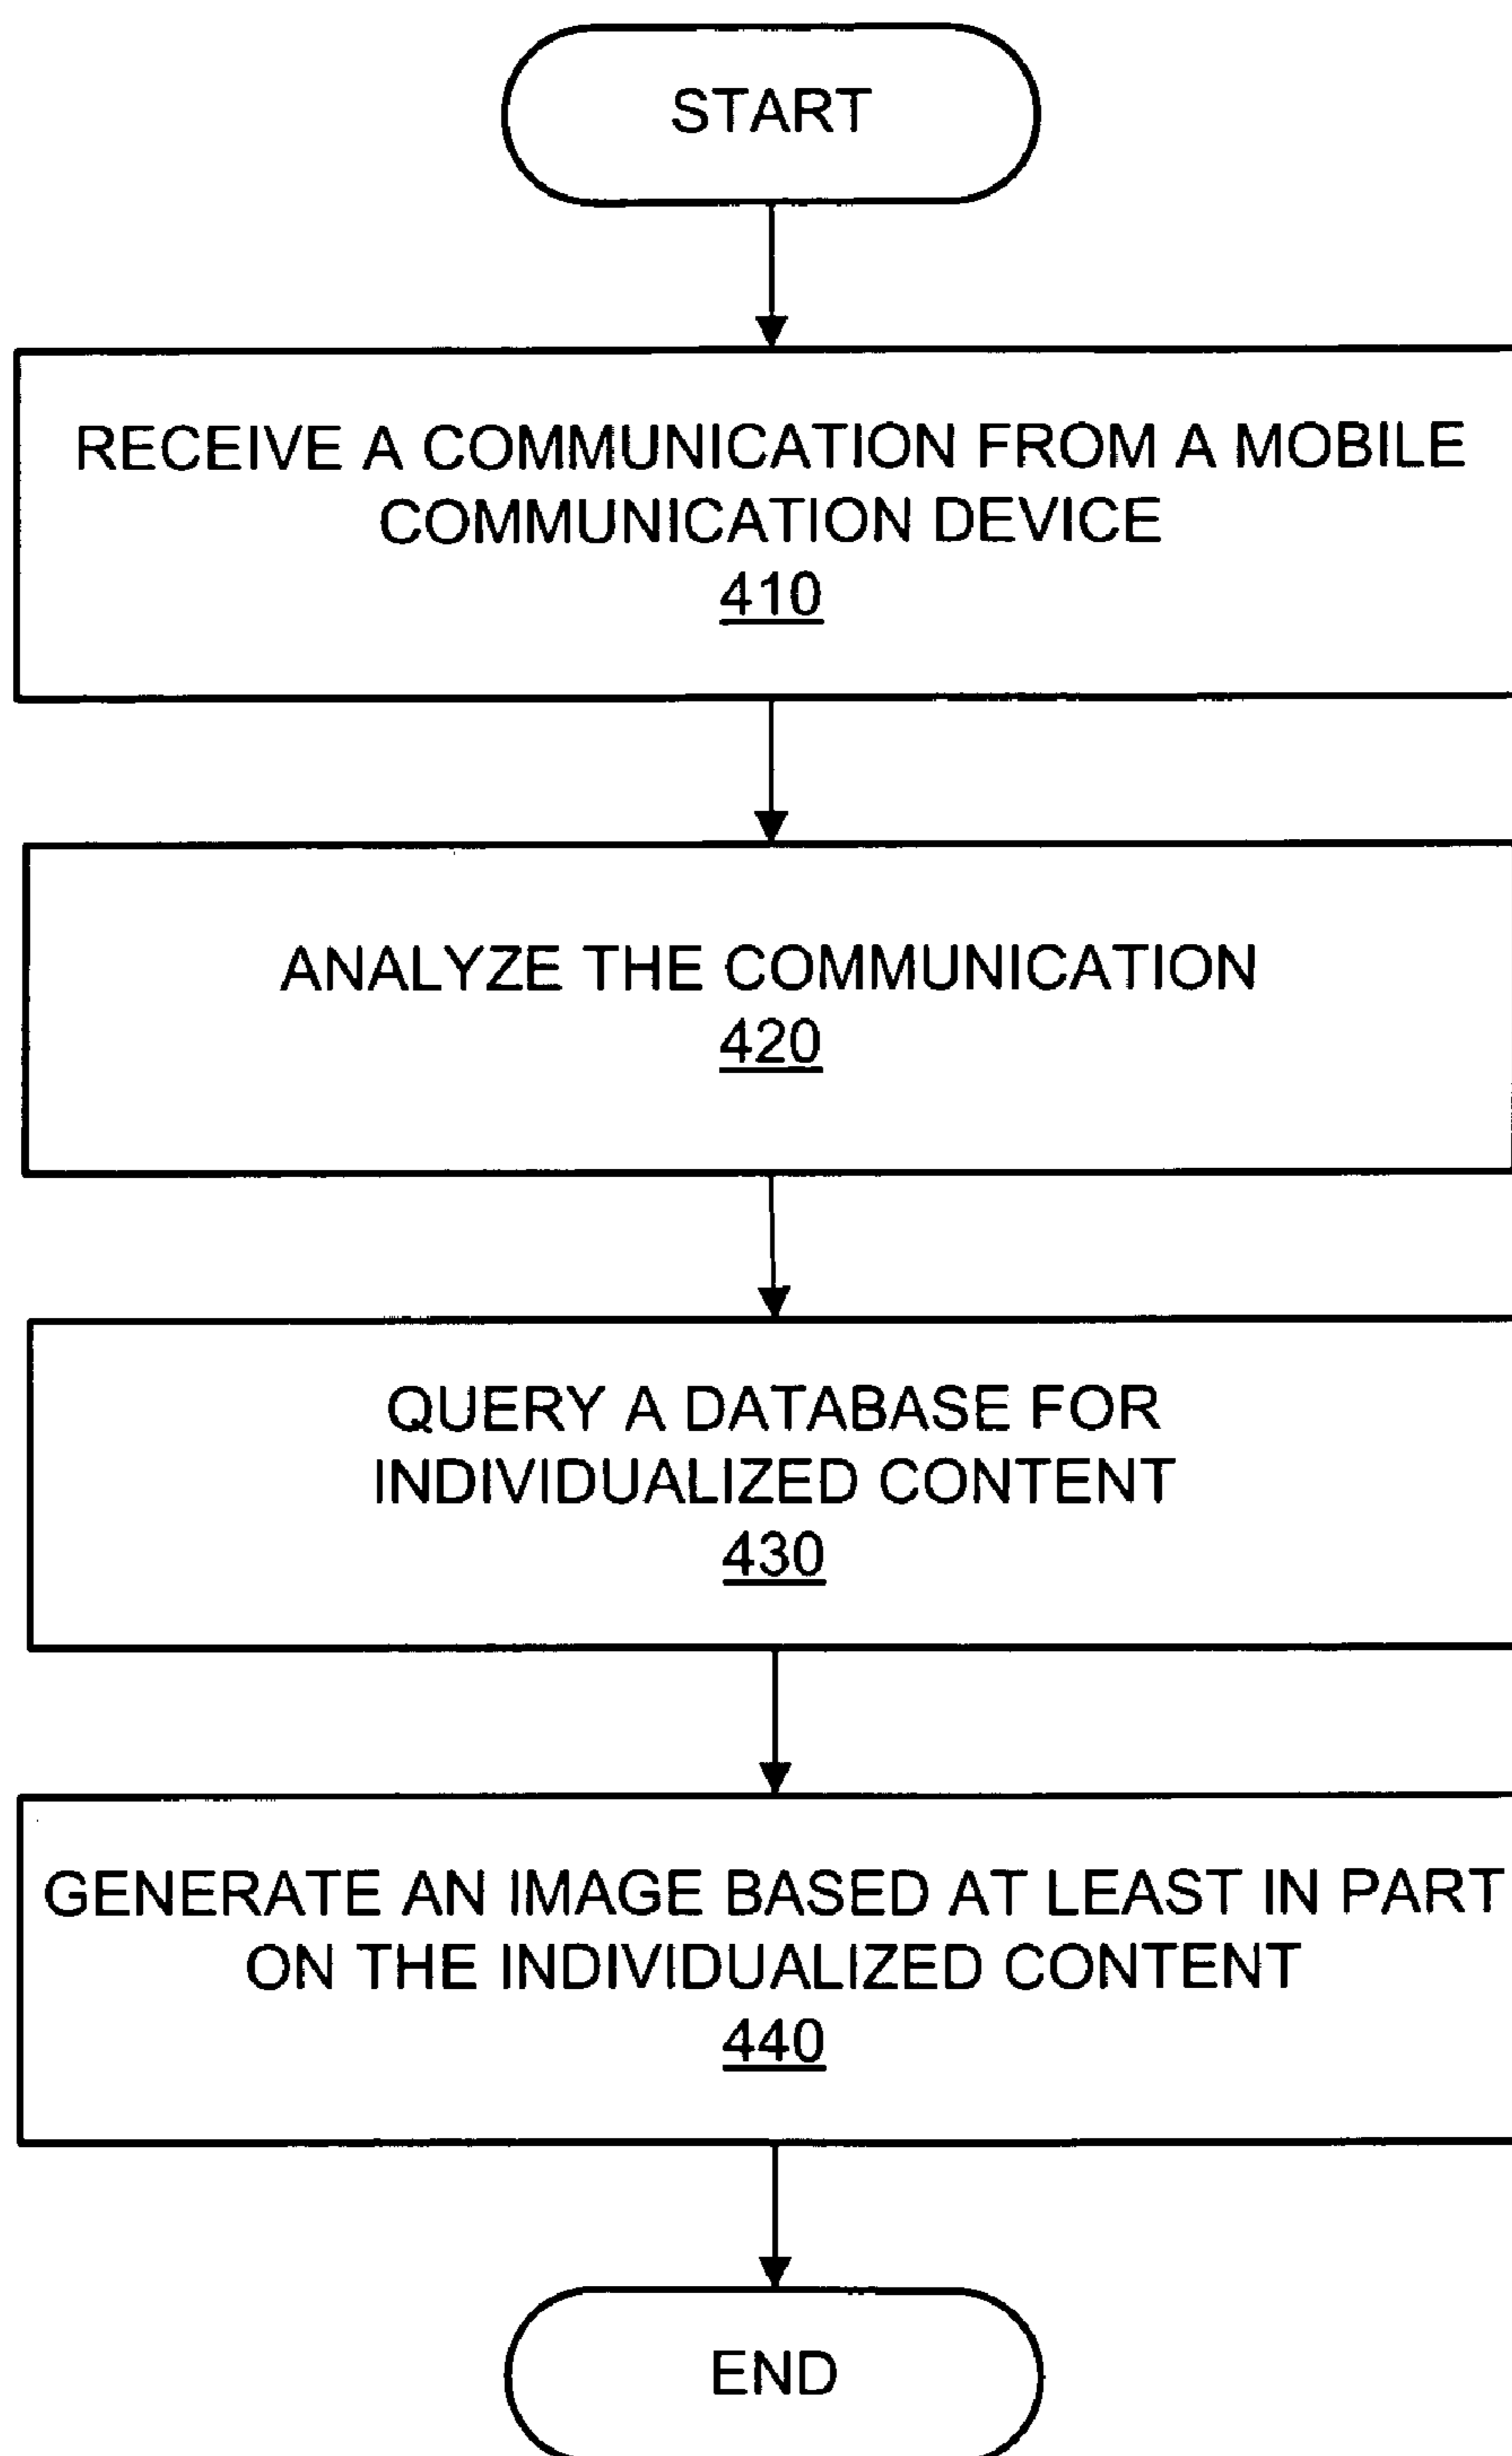 START
RECEIVE A COMMUNICATION FROM A MOBILE
COMMUNICATION DEVICE
410
ANALYZE THE COMMUNICATION
420
QUERY A DATABASE FOR
INDIVIDUALIZED CONTENT
430
GENERATE AN IMAGE BASED AT LEAST IN PART
ON THE INDIVIDUALIZED CONTENT
440
END